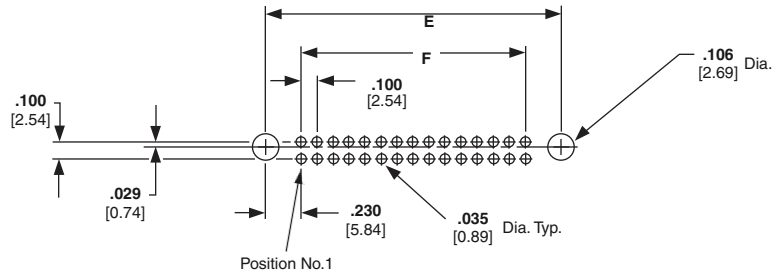 E
F
.106
[2.69] Dia.
.100
[2.54]
.100
[2.54]
.029
[0.74]
.230
[5.84]
.035
[0.89] Dia. Typ.
Position No.1